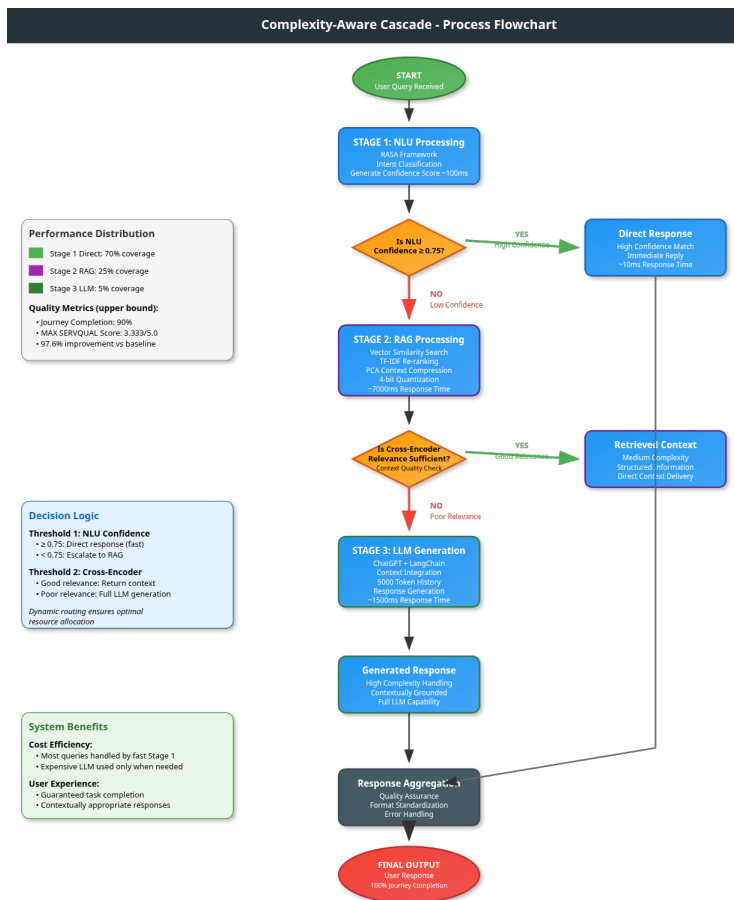 Complexity-Aware Cascade - Process Flowchart
START
User Query Received
STAGE 1: NLU Processing
RASA Framework
Intent Classification
Generate Confidence Score ~100ms
Is NLU
Confidence ≥ 0.75?
YES
High Confidence
Direct Response
High Confidence Match
Immediate Reply
~10ms Response Time
NO
Low Confidence
Performance Distribution
Stage 1 Direct: 70% coverage
Stage 2 RAG: 25% coverage
Stage 3 LLM: 5% coverage
Quality Metrics (upper bound):
• Journey Completion: 90%
• MAX SERVQUAL Score: 3.333/5.0
• 97.6% improvement vs baseline
STAGE 2: RAG Processing
Vector Similarity Search
TF-IDF Re-ranking
PCA Context Compression
4-bit Quantization
~7000ms Response Time
Is Cross-Encoder
Relevance Sufficient?
Context Quality Check
YES
Good Relevance
Retrieved Context
Medium Complexity
Structured Information
Direct Context Delivery
NO
Poor Relevance
Decision Logic
Threshold 1: NLU Confidence
• ≥ 0.75: Direct response (fast)
• < 0.75: Escalate to RAG
Threshold 2: Cross-Encoder
• Good relevance: Return context
• Poor relevance: Full LLM generation
Dynamic routing ensures optimal
resource allocation
STAGE 3: LLM Generation
ChatGPT + LangChain
Context Integration
5000 Token History
Response Generation
~1500ms Response Time
Generated Response
High Complexity Handling
Contextually Grounded
Full LLM Capability
System Benefits
Cost Efficiency:
• Most queries handled by fast Stage 1
• Expensive LLM used only when needed
User Experience:
• Guaranteed task completion
• Contextually appropriate responses
Response Aggregation
Quality Assurance
Format Standardization
Error Handling
FINAL OUTPUT
User Response
100% Journey Completion